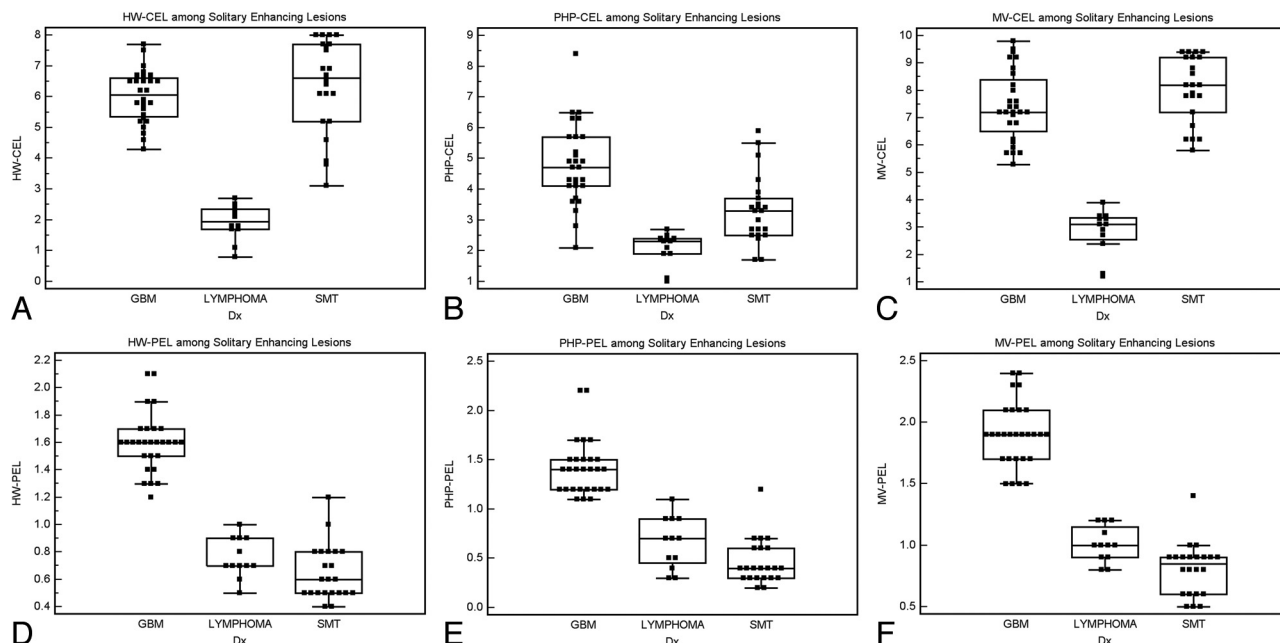 HW-CEL among Solitary Enhancing Lesions
8
7
6
5
4
3
2
1
0
HW-CEL
GBM LYMPHOMA SMT
Dx
A
PHP-CEL among Solitary Enhancing Lesions
9
8
7
6
5
4
3
2
1
PHP-CEL
GBM LYMPHOMA SMT
Dx
B
MV-CEL among Solitary Enhancing Lesions
10
9
8
7
6
5
4
3
2
1
MV-CEL
GBM LYMPHOMA SMT
Dx
C
HW-PEL among Solitary Enhancing Lesions
2.2
2.0
1.8
1.6
1.4
1.2
1.0
0.8
0.6
0.4
HW-PEL
GBM LYMPHOMA SMT
Dx
D
PHP-PEL among Solitary Enhancing Lesions
2.5
2.0
1.5
1.0
0.5
0.0
PHP-PEL
GBM LYMPHOMA SMT
Dx
E
MV-PEL among Solitary Enhancing Lesions
2.5
2.0
1.5
1.0
0.5
MV-PEL
GBM LYMPHOMA SMT
Dx
F